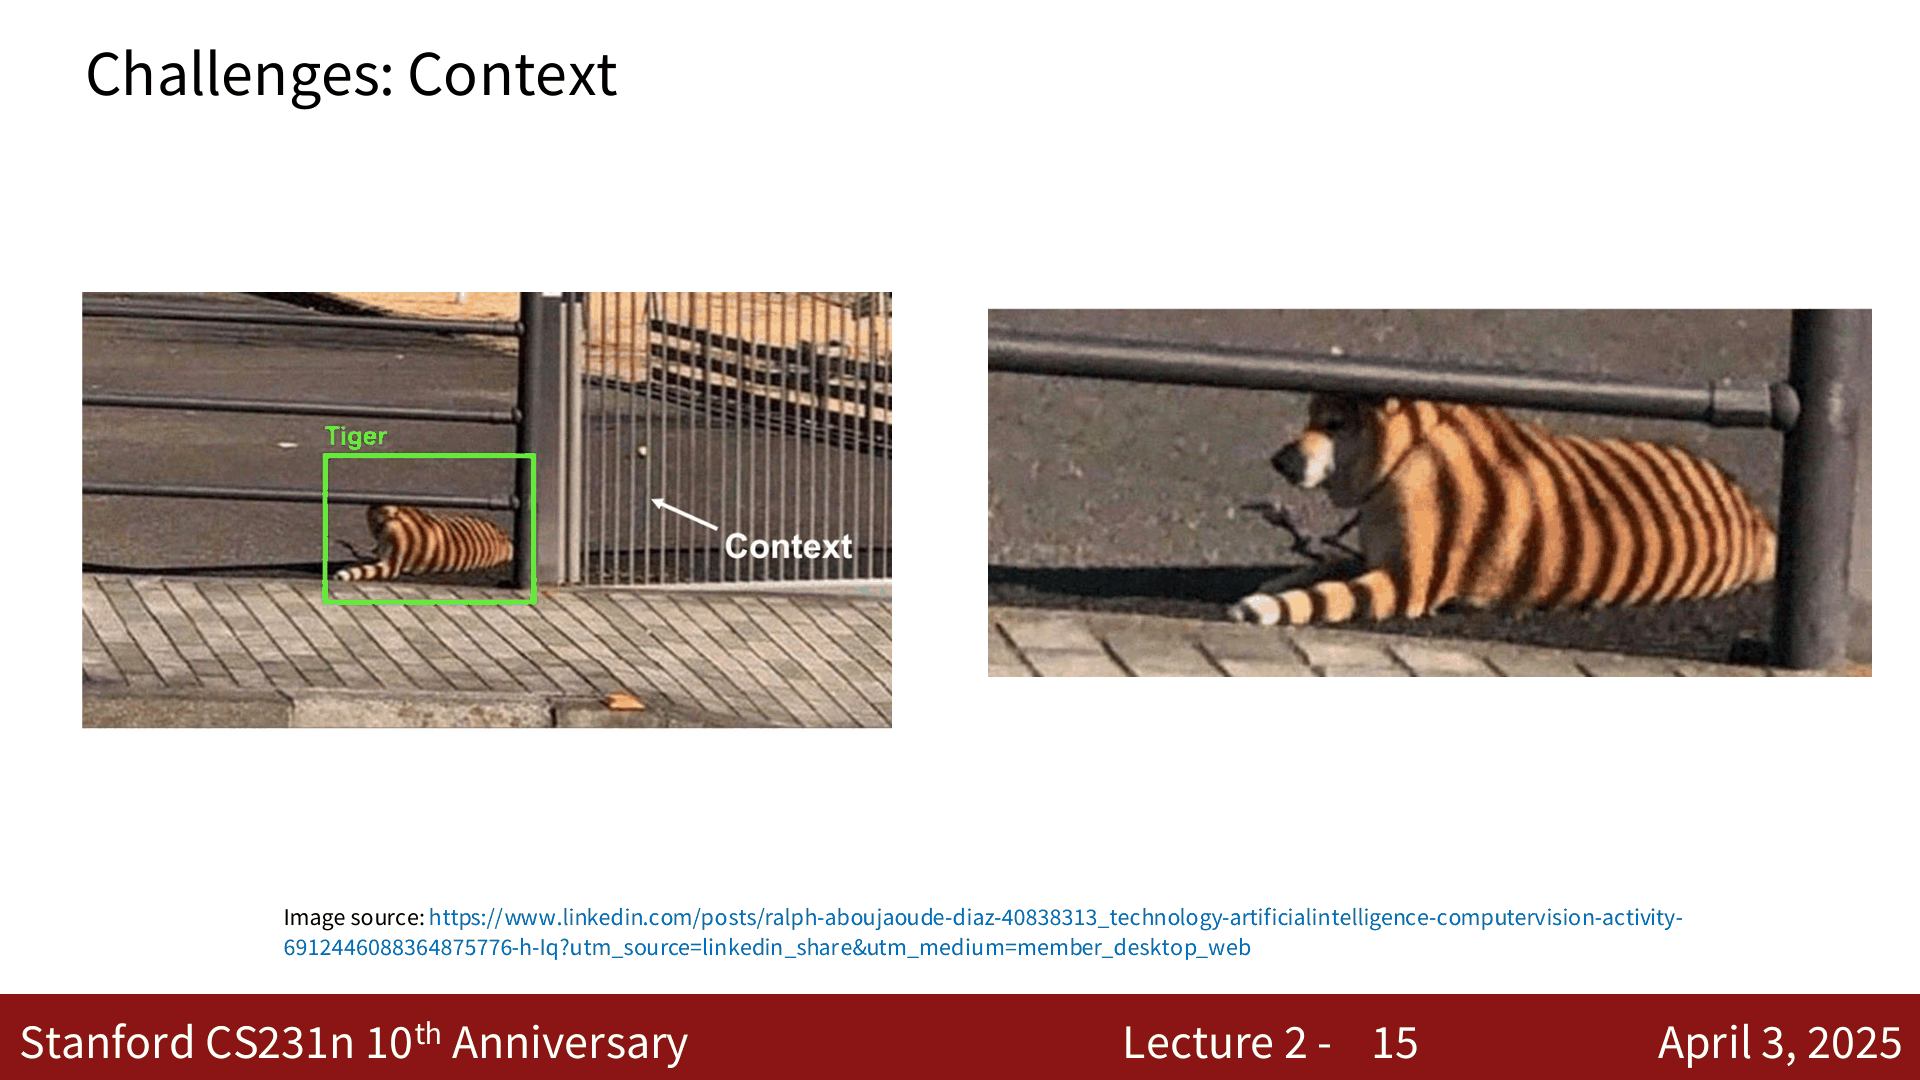 Challenges: Context
Tiger
Context
Image source: https://www.linkedin.com/posts/ralph-aboujaoude-diaz-40838313_technology-artificialintelligence-computervision-activity-
6912446088364875776-h-Iq?utm_source=linkedin_share&utm_medium=member_desktop_web
Stanford CS231n 10th Anniversary
Lecture 2 - 15
April 3, 2025